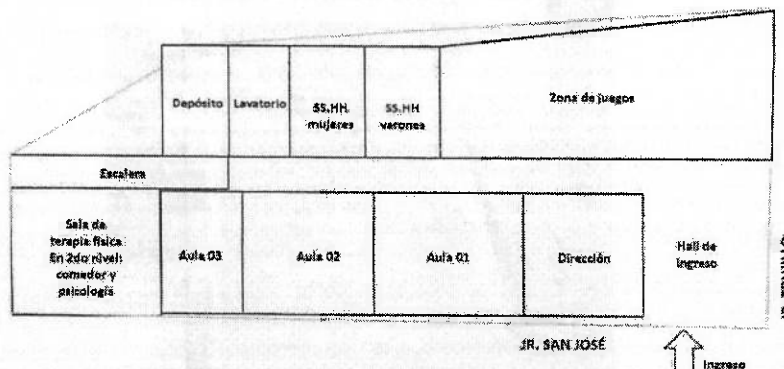 Depósito
Lavatorio
SS.HH
mujeres
SS.HH
varones
Zona de juegos
Escalera
Sala de
terapia física
En 2do nivel:
comedor y
psicología
Aula 03
Aula 02
Aula 01
Dirección
Hall de
Ingreso
JR. SAN JOSÉ
Ingreso